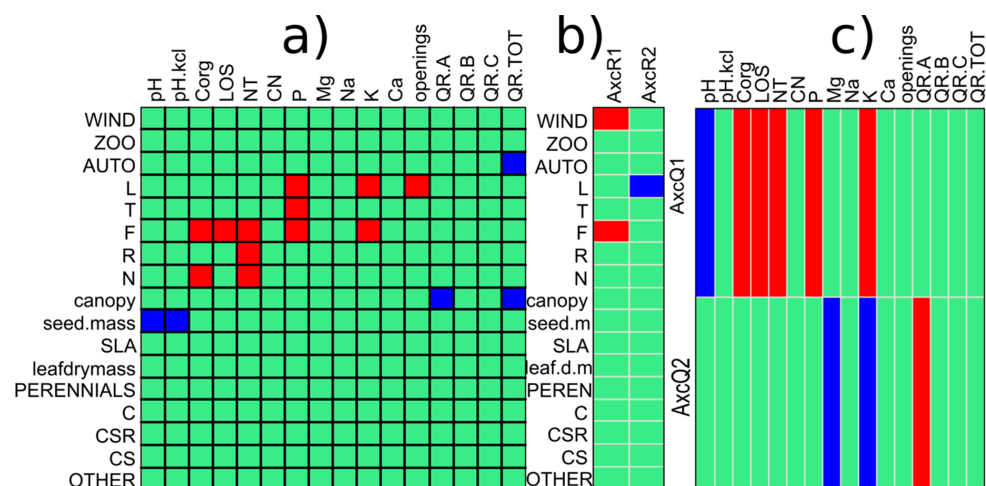 a)
b)
c)
pH
pH.kcl
Corg
LOS
NT
CN
P
Mg
Na
K
Ca
openings
QR.A
QR.B
QR.C
QR.TOT
WIND
ZOO
AUTO
L
T
F
R
N
canopy
seed.mass
SLA
leafdrymass
PERENNIALS
C
CSR
CS
OTHER
AxcR1
AxcR2
WIND
ZOO
AUTO
L
T
F
R
N
canopy
seed.m
SLA
leaf.d.m
PEREN
C
CSR
CS
OTHER
pH
pH.kcl
Corg
LOS
NT
CN
P
Mg
Na
K
Ca
openings
QR.A
QR.B
QR.C
QR.TOT
AxcQ1
AxcQ2